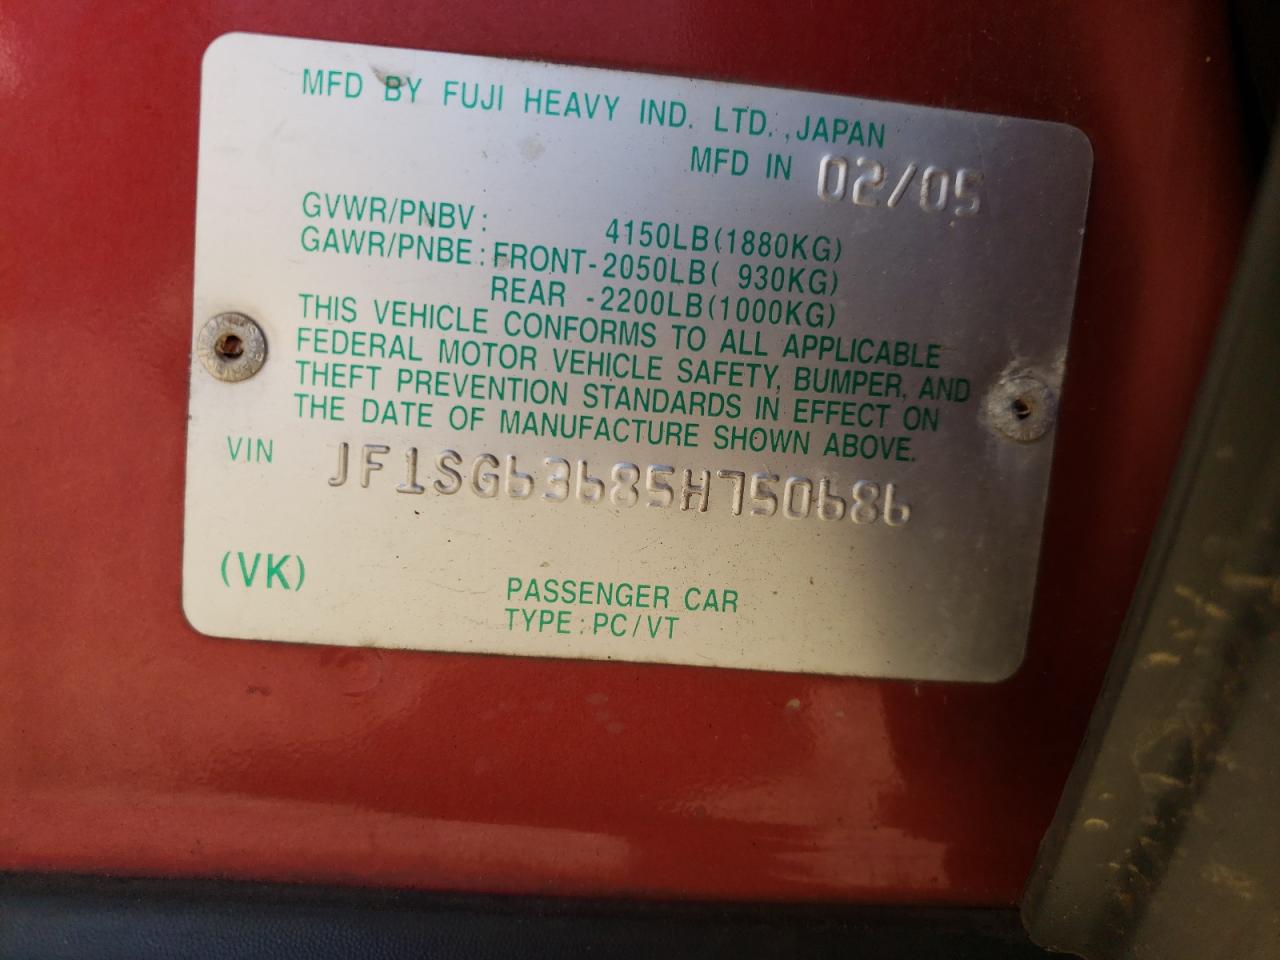 MFD BY FUJI HEAVY IND. LTD., JAPAN
MFD IN 02/05
GVWR/PNBV: 4150LB(1880KG)
GAWR/PNBE: FRONT-2050LB( 930KG)
REAR -2200LB(1000KG)
THIS VEHICLE CONFORMS TO ALL APPLICABLE
FEDERAL MOTOR VEHICLE SAFETY, BUMPER, AND
THEFT PREVENTION STANDARDS IN EFFECT ON
THE DATE OF MANUFACTURE SHOWN ABOVE.
VIN JF1SG63685H750686
(VK)
PASSENGER CAR
TYPE: PC/VT